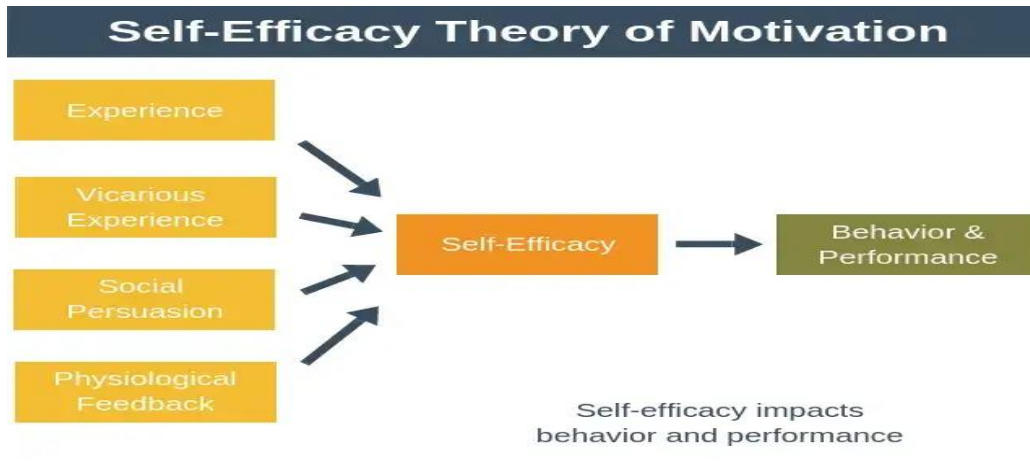 Self-Efficacy Theory of Motivation
Experience
Vicarious
Experience
Social
Persuasion
Physiological
Feedback
Self-Efficacy
Behavior &
Performance
Self-efficacy impacts
behavior and performance